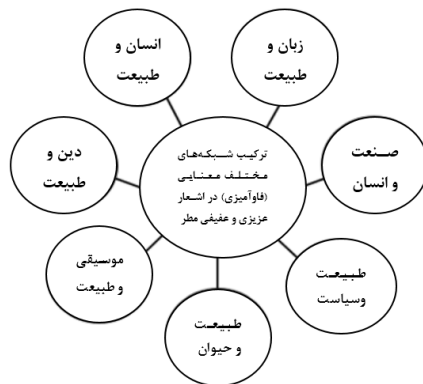 انسان و
طبیعت
زبان و
طبیعت
دین و
طبیعت
ترکیب شبکه‌های
مختلف معنایی
(فاوآمیزی) در اشعار
عزیزی و عفیفی مطر
صنعت
و انسان
موسیقی
و طبیعت
طبیعت
وسیاست
طبیعت
و حیوان